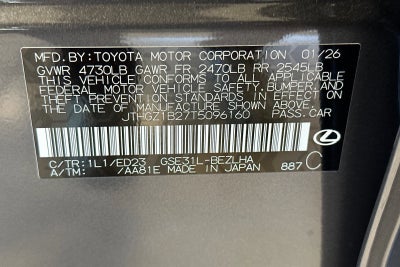 MFD. BY: TOYOTA MOTOR CORPORATION 01/26
GVWR 4730LB GAWR FR 2470LB RR 2545LB
THIS VEHICLE CONFORMS TO ALL APPLICABLE
FEDERAL MOTOR VEHICLE SAFETY, BUMPER, AND
THEFT PREVENTION STANDARDS IN EFFECT ON
THE DATE OF MANUFACTURE SHOWN ABOVE.
JTHGZ1B27T5096160 PASS. CAR
C/TR: 1L1/ED23 GSE31L-BEZLHA C
A/TM: /AA81E MADE IN JAPAN 887